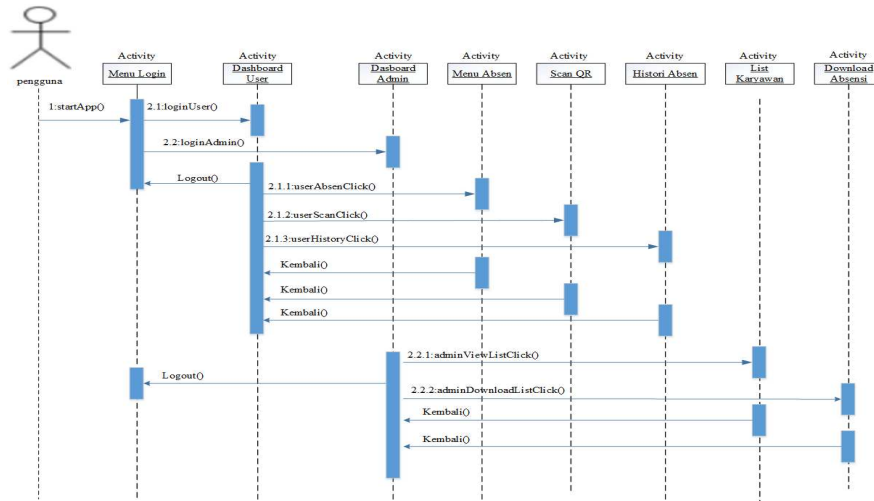 Activity
Menu Login
Activity
Dashboard
User
Activity
Dasboard
Admin
Activity
Menu Absen
Activity
Scan QR
Activity
Histori Absen
Activity
List
Karyawan
Activity
Download
Absensi
pengguna
1:startApp()
2.1:loginUser()
2.2:loginAdmin()
Logout()
2.1.1:userAbsenClick()
2.1.2:userScanClick()
2.1.3:userHistoryClick()
Kembali()
Kembali()
Kembali()
2.2.1:adminViewListClick()
Logout()
2.2.2:adminDownloadListClick()
Kembali()
Kembali()